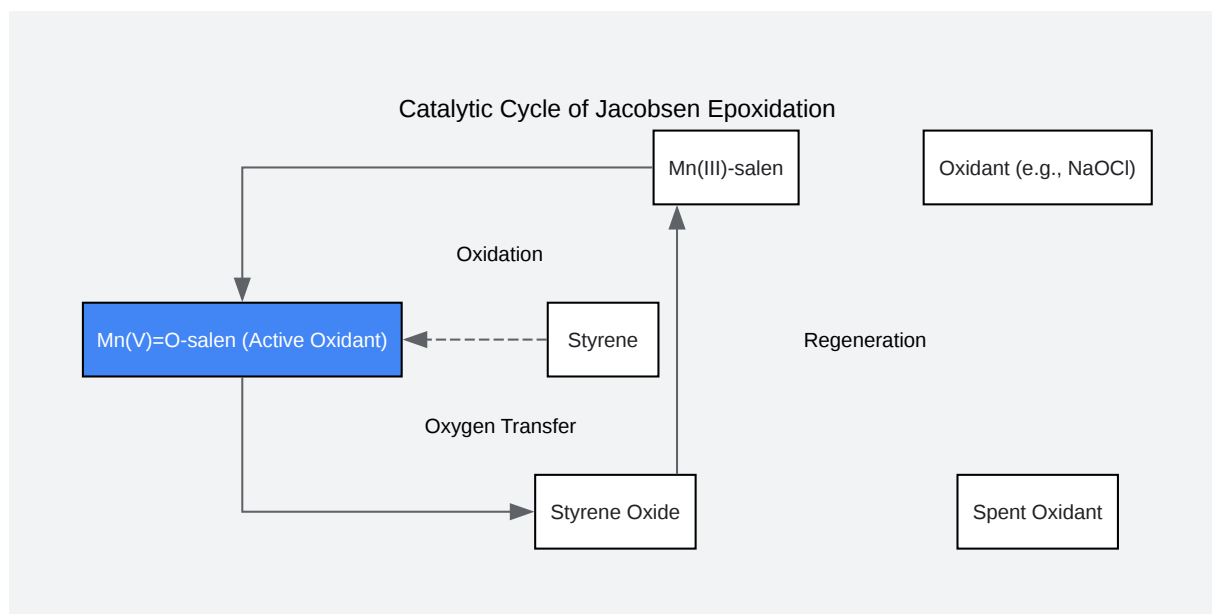 Catalytic Cycle of Jacobsen Epoxidation
Mn(III)-salen
Oxidant (e.g., NaOCl)
Oxidation
Mn(V)=O-salen (Active Oxidant)
Styrene
Regeneration
Oxygen Transfer
Styrene Oxide
Spent Oxidant